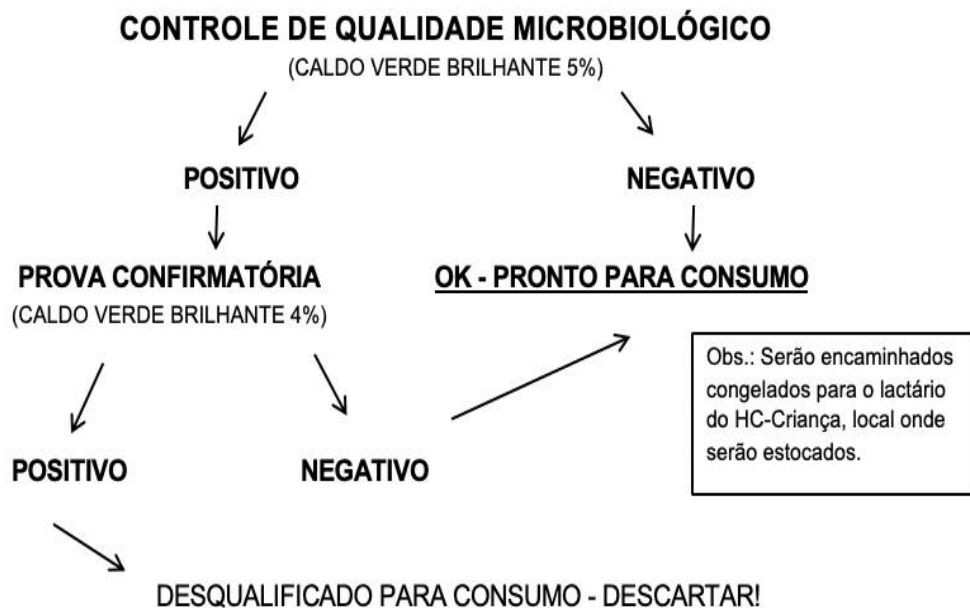 CONTROLE DE QUALIDADE MICROBIOLÓGICO
(CALDO VERDE BRILHANTE 5%)
POSITIVO
NEGATIVO
PROVA CONFIRMATÓRIA
(CALDO VERDE BRILHANTE 4%)
OK - PRONTO PARA CONSUMO
Obs.: Serão encaminhados
congelados para o lactário
do HC-Criança, local onde
serão estocados.
POSITIVO
NEGATIVO
DESQUALIFICADO PARA CONSUMO - DESCARTAR!